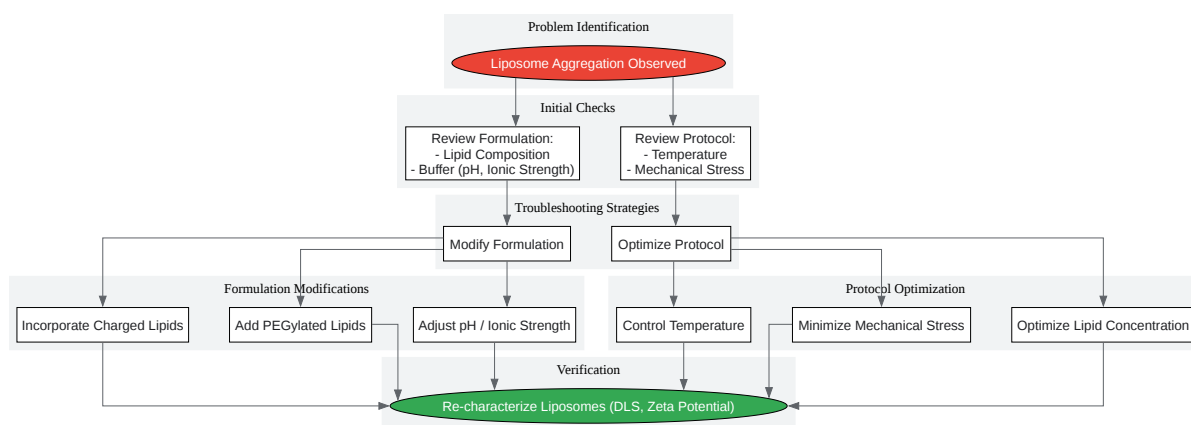 Problem Identification
Liposome Aggregation Observed
Initial Checks
Review Formulation:
- Lipid Composition
- Buffer (pH, Ionic Strength)
Review Protocol:
- Temperature
- Mechanical Stress
Troubleshooting Strategies
Modify Formulation
Optimize Protocol
Formulation Modifications
Protocol Optimization
Incorporate Charged Lipids
Add PEGylated Lipids
Adjust pH / Ionic Strength
Control Temperature
Minimize Mechanical Stress
Optimize Lipid Concentration
Verification
Re-characterize Liposomes (DLS, Zeta Potential)